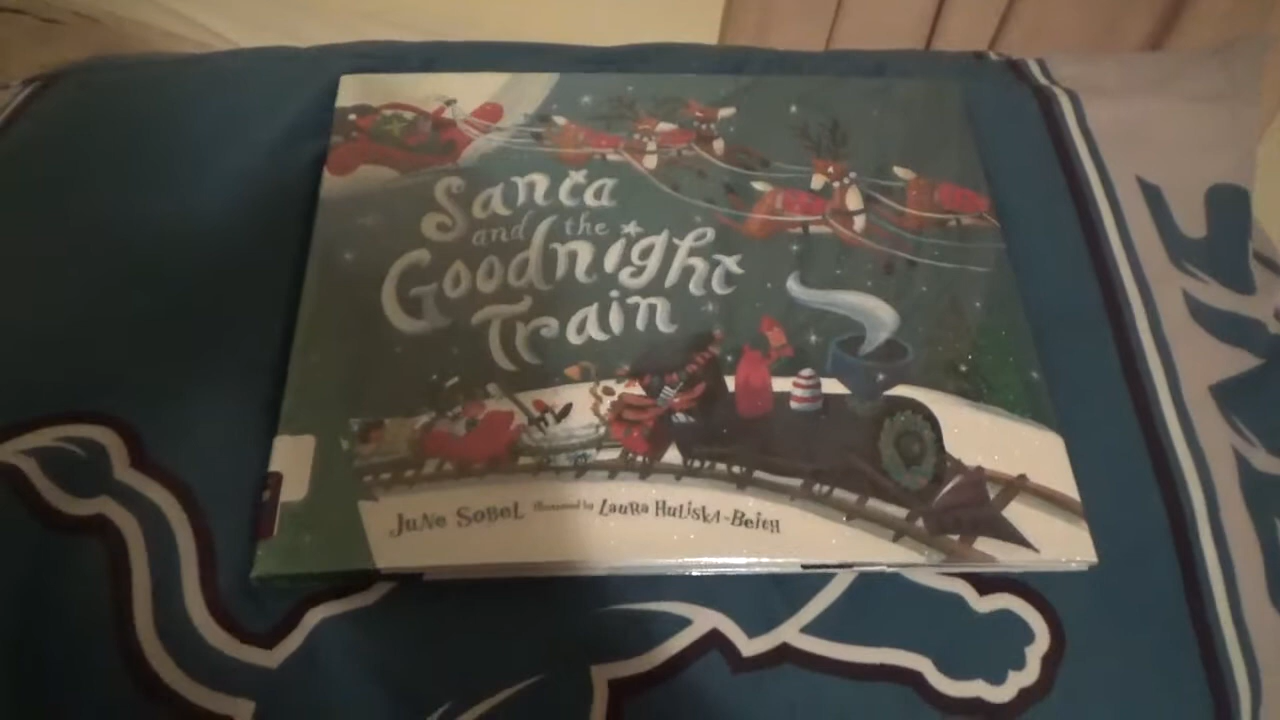 Santa
and the
Goodnight
Train
June Sobel Illustrated by Laura Huliska-Beith